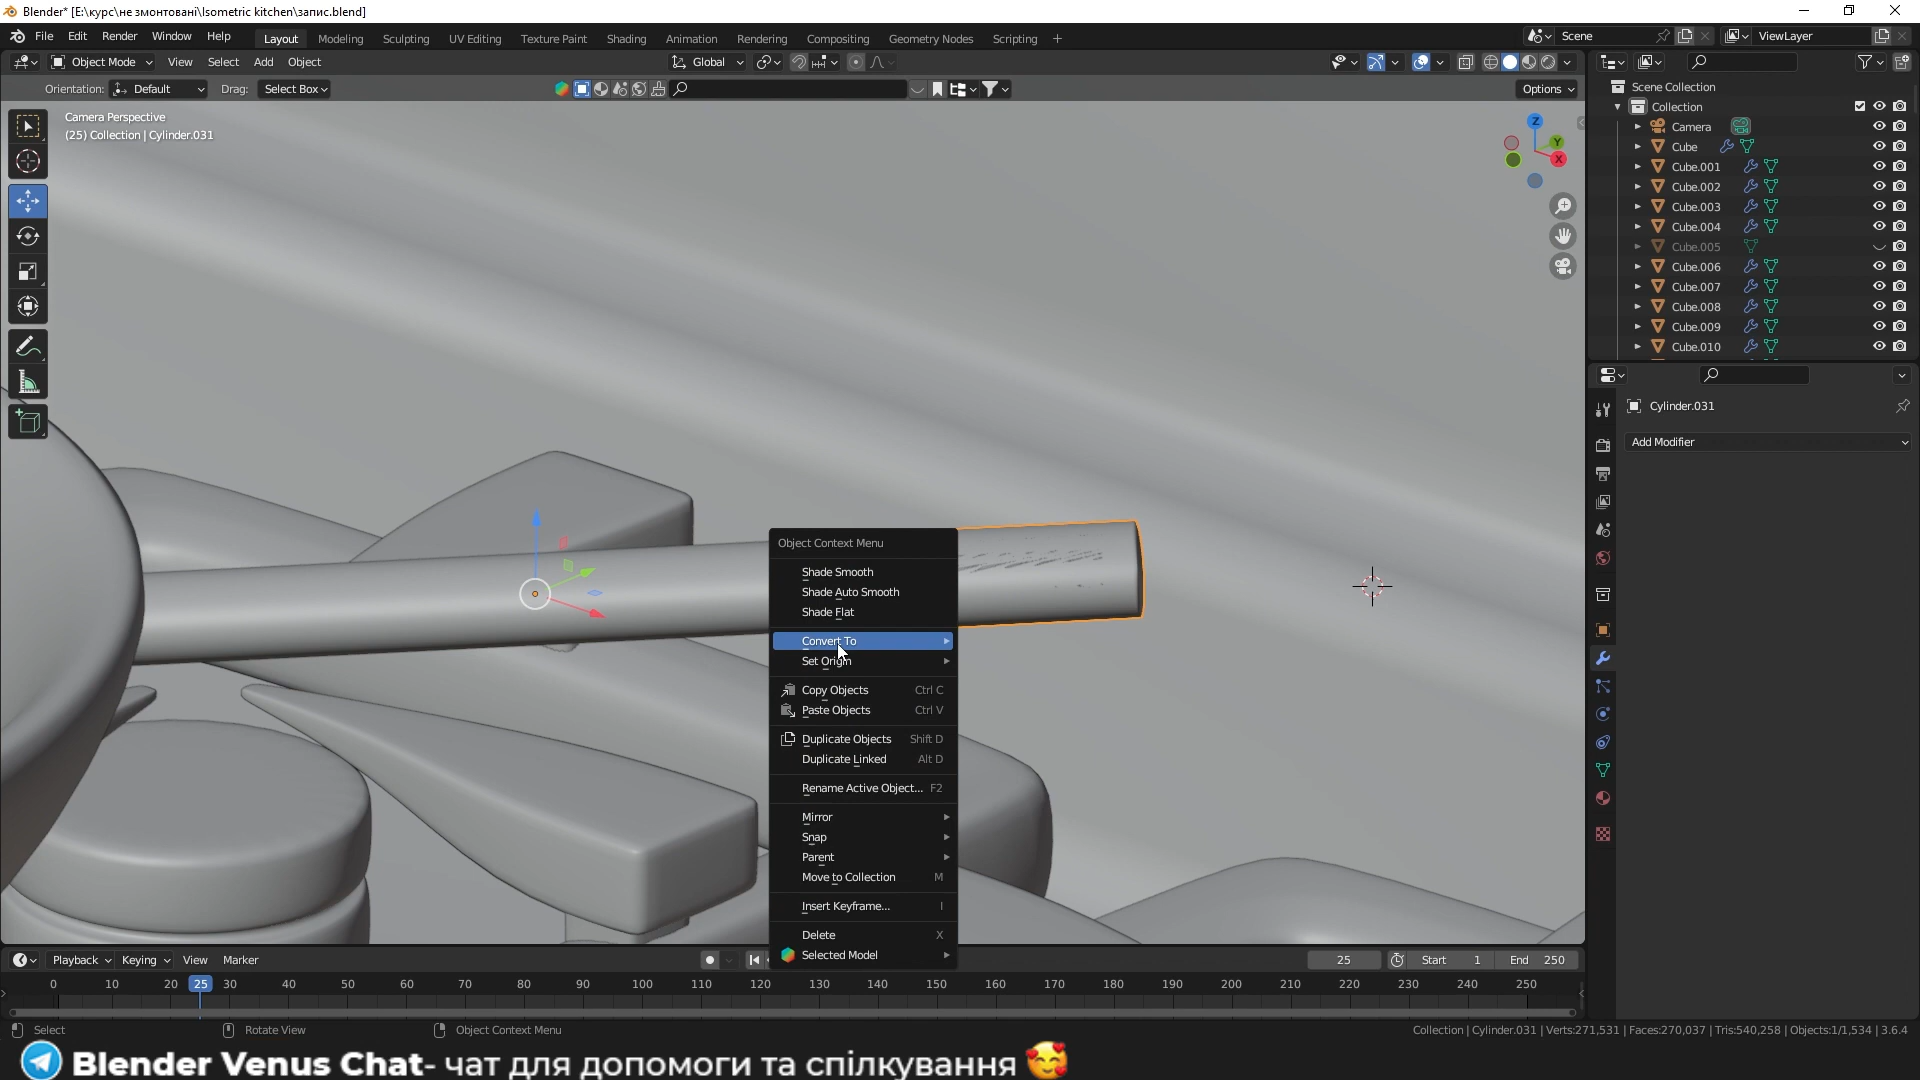 Blender* [E:\курс\не змонтовані\Isometric kitchen\запис.blend]
File Edit Render Window Help
Layout Modeling Sculpting UV Editing Texture Paint Shading Animation Rendering Compositing Geometry Nodes Scripting +
Scene
ViewLayer
Object Mode View Select Add Object
Global
Orientation: Default Drag: Select Box
Options
Camera Perspective
(25) Collection | Cylinder.031
Z
Y
X
Scene Collection
Collection
Camera
Cube
Cube.001
Cube.002
Cube.003
Cube.004
Cube.005
Cube.006
Cube.007
Cube.008
Cube.009
Cube.010
Cylinder.031
Add Modifier
Object Context Menu
Shade Smooth
Shade Auto Smooth
Shade Flat
Convert To
Set Origin
Copy Objects Ctrl C
Paste Objects Ctrl V
Duplicate Objects Shift D
Duplicate Linked Alt D
Rename Active Object... F2
Mirror
Snap
Parent
Move to Collection M
Insert Keyframe... I
Delete X
Selected Model
Playback Keying View Marker
25 Start 1 End 250
0 10 20 25 30 40 50 60 70 80 90 100 110 120 130 140 150 160 170 180 190 200 210 220 230 240 250
Select Rotate View Object Context Menu
Collection | Cylinder.031 | Verts:271,531 | Faces:270,037 | Tris:540,258 | Objects:1/1,534 | 3.6.4
Blender Venus Chat- чат для допомоги та спілкування 🥰